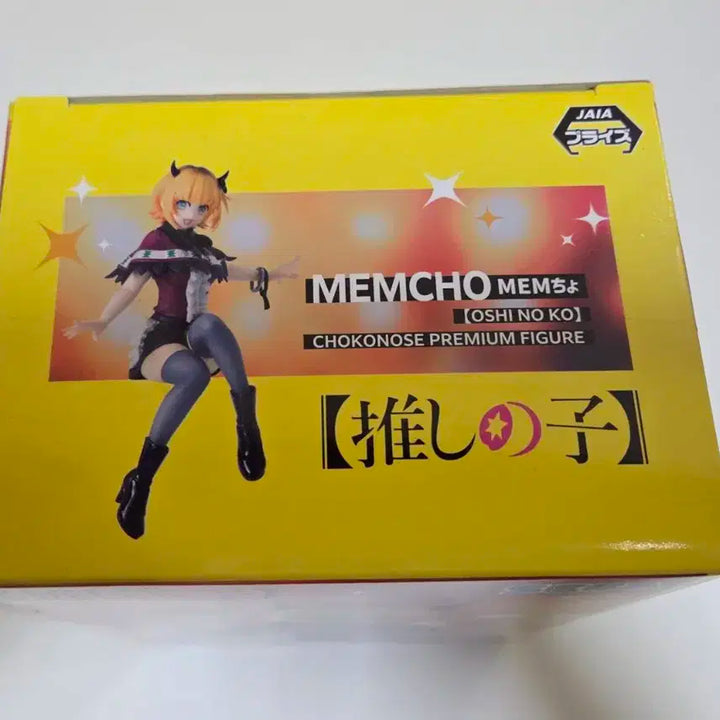 JAIA
プライズ
MEMCHO MEMちょ
【OSHI NO KO】
CHOKONOSE PREMIUM FIGURE
【推しの子】